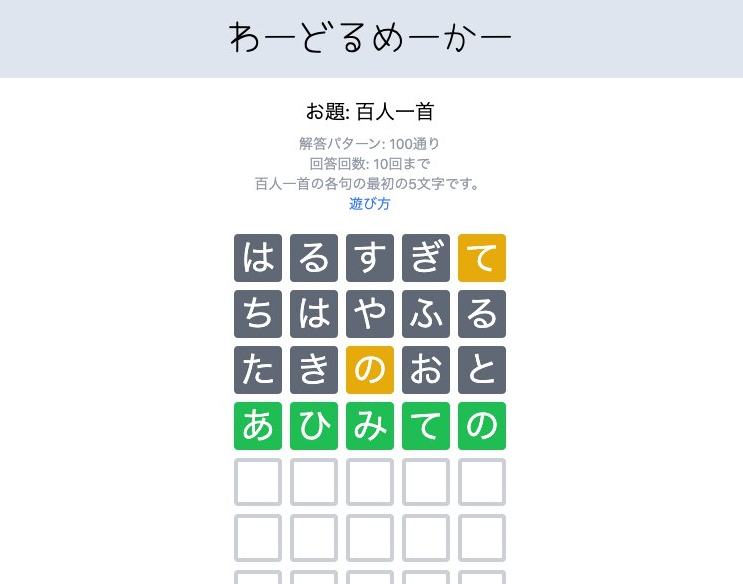 わーどるめーかー
お題: 百人一首
解答パターン: 100通り
回答回数: 10回まで
百人一首の各句の最初の5文字です。
遊び方
はるすぎて
ちはやふる
たきのおと
あひみての